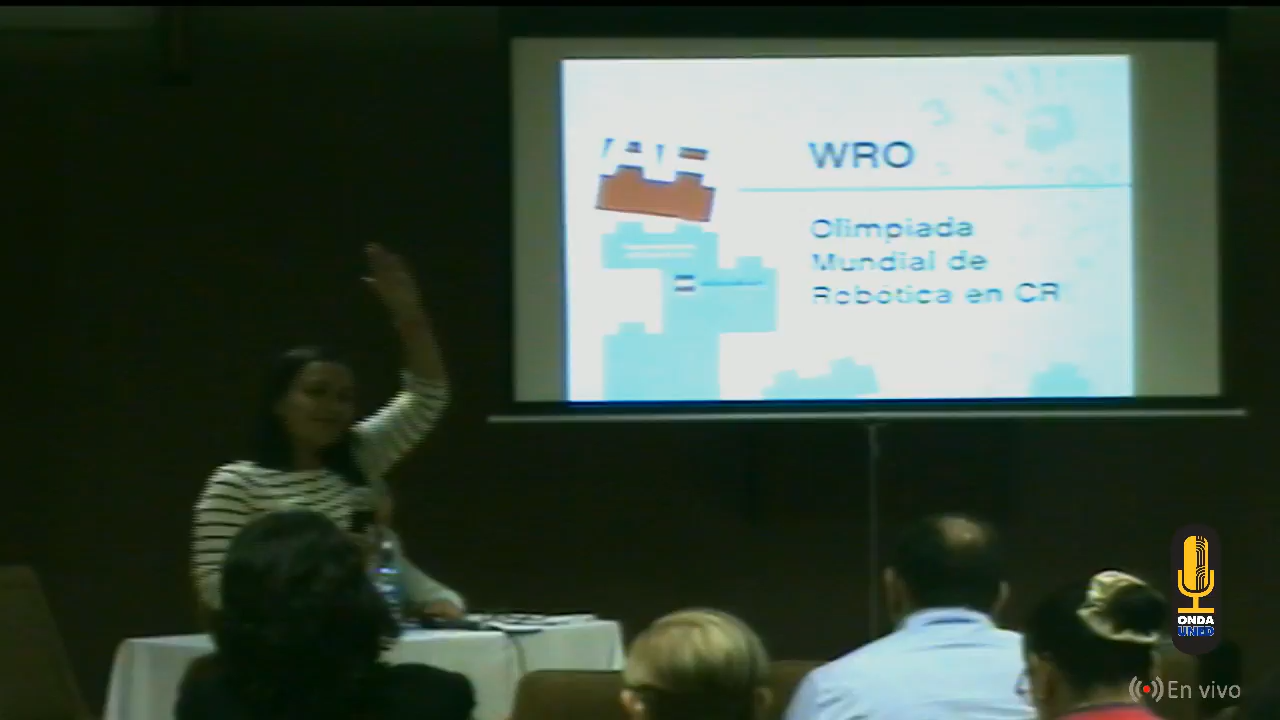 WRO
Olimpiada
Mundial de
Robótica en CR
ONDA
UNED
En vivo